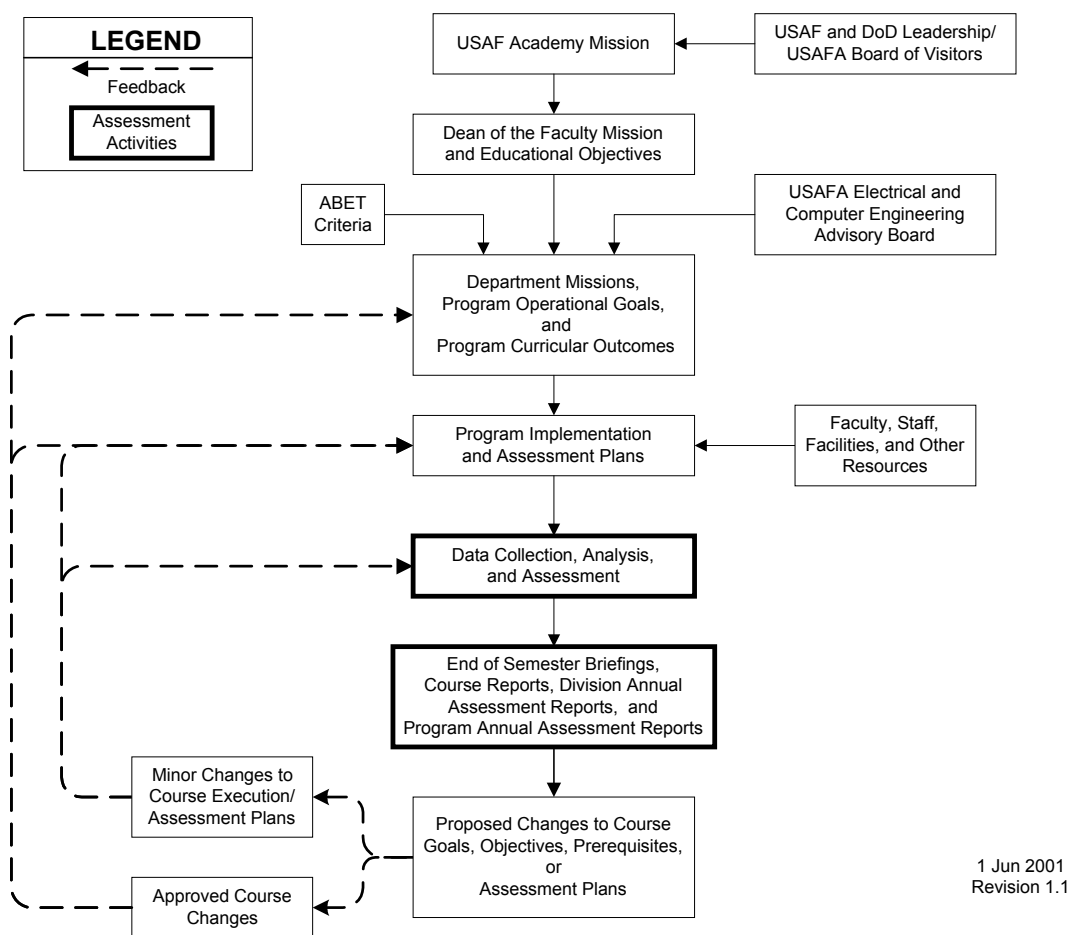 LEGEND
Feedback
Assessment
Activities
USAF Academy Mission
USAF and DoD Leadership/
USAFA Board of Visitors
Dean of the Faculty Mission
and Educational Objectives
ABET
Criteria
USAFA Electrical and
Computer Engineering
Advisory Board
Department Missions,
Program Operational Goals,
and
Program Curricular Outcomes
Program Implementation
and Assessment Plans
Faculty, Staff,
Facilities, and Other
Resources
Data Collection, Analysis,
and Assessment
End of Semester Briefings,
Course Reports, Division Annual
Assessment Reports, and
Program Annual Assessment Reports
Minor Changes to
Course Execution/
Assessment Plans
Proposed Changes to Course
Goals, Objectives, Prerequisites,
or
Assessment Plans
Approved Course
Changes
1 Jun 2001
Revision 1.1